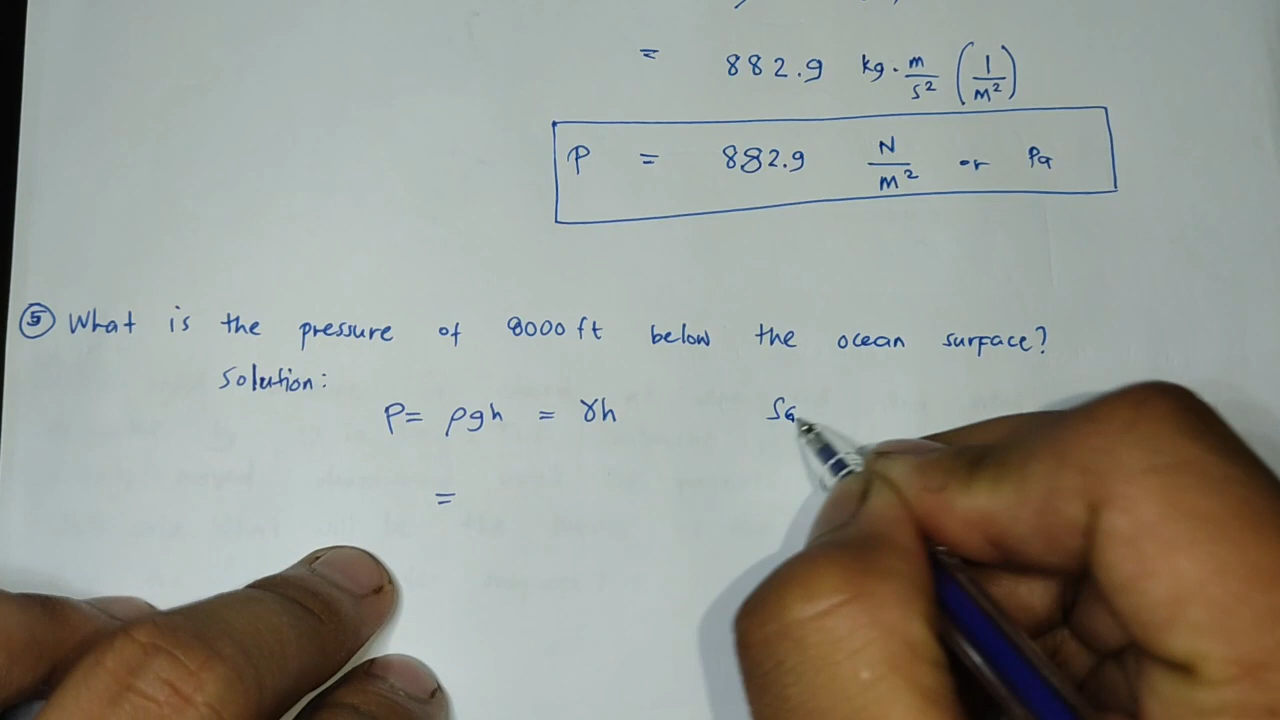 = 882.9 kg · m/s² (1/m²)
P = 882.9 N/m² or Pa
⑤ What is the pressure of 8000 ft below the ocean surface?
Solution:
P = ρgh = γh SG
=